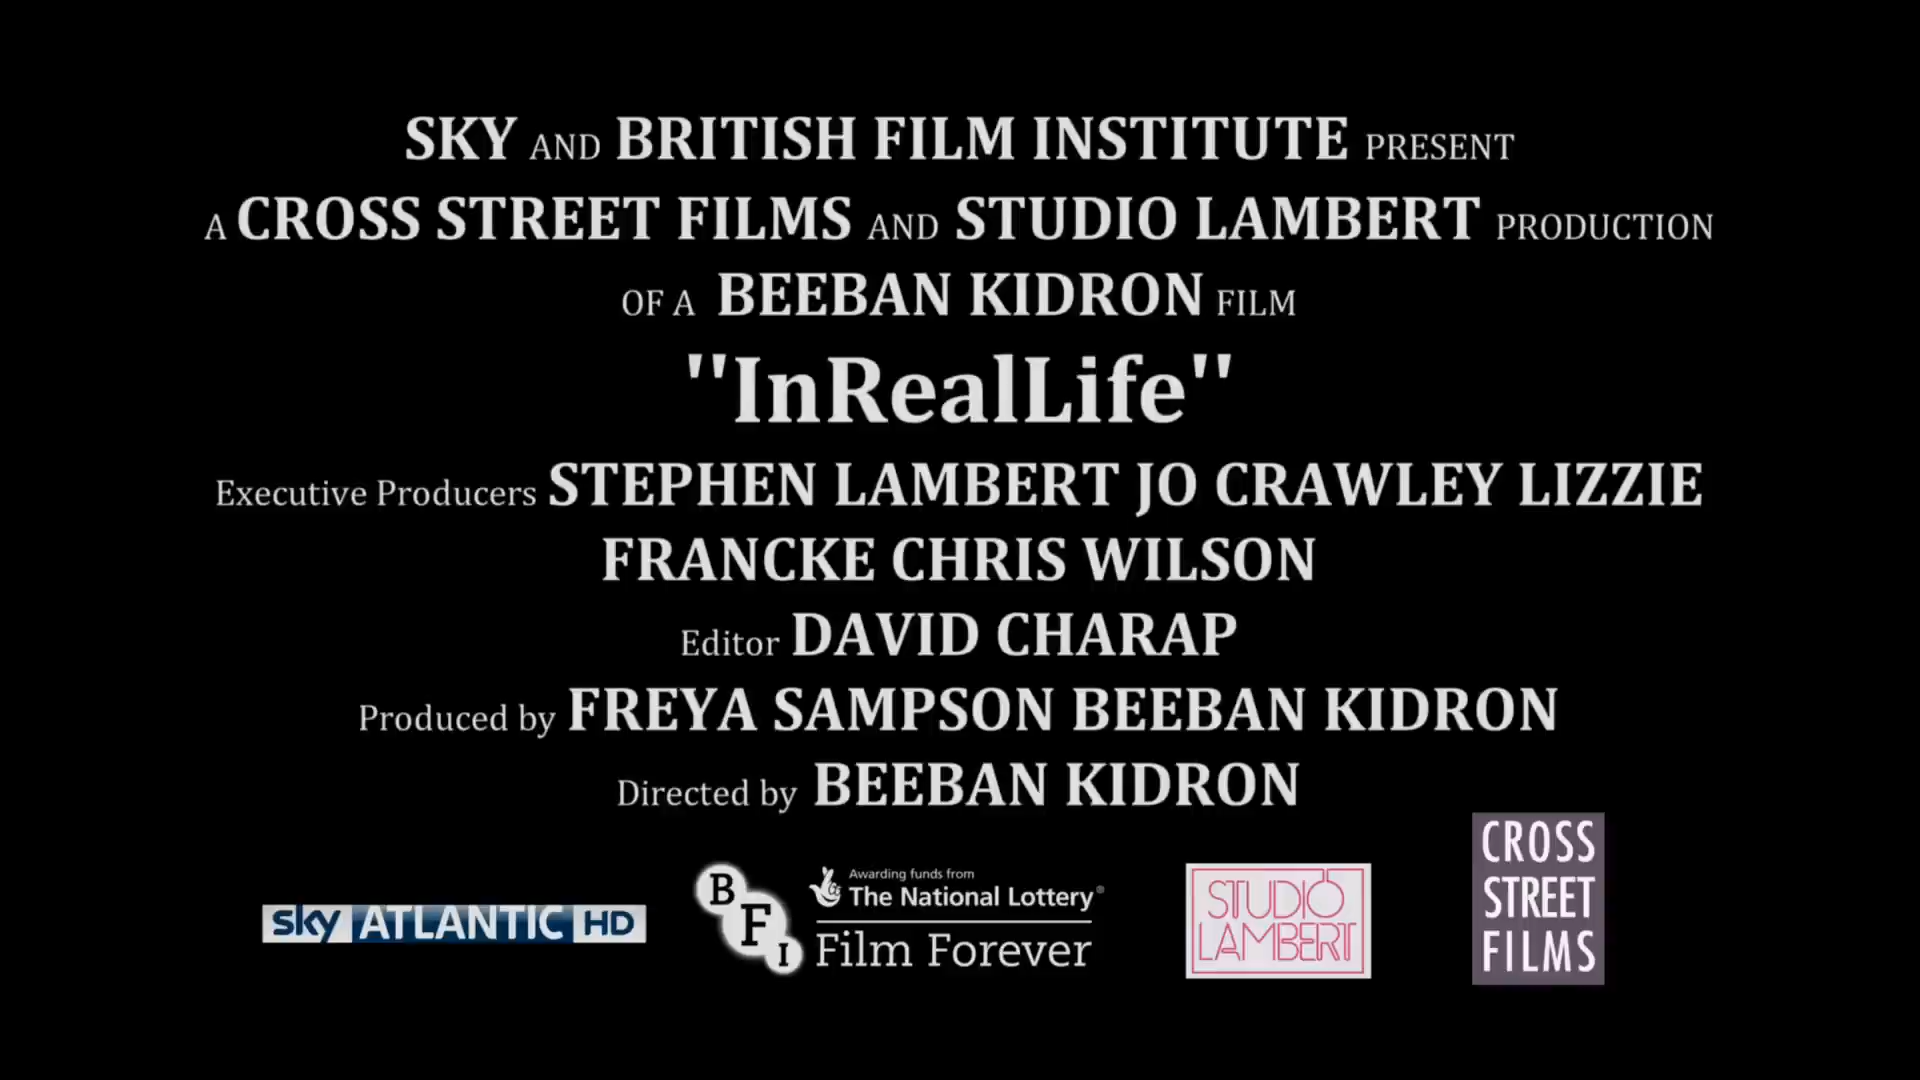 SKY AND BRITISH FILM INSTITUTE PRESENT
A CROSS STREET FILMS AND STUDIO LAMBERT PRODUCTION
OF A BEEBAN KIDRON FILM
"InRealLife"
Executive Producers STEPHEN LAMBERT JO CRAWLEY LIZZIE
FRANCKE CHRIS WILSON
Editor DAVID CHARAP
Produced by FREYA SAMPSON BEEBAN KIDRON
Directed by BEEBAN KIDRON
sky ATLANTIC HD
BFI
Awarding funds from
The National Lottery®
Film Forever
STUDIO
LAMBERT
CROSS
STREET
FILMS